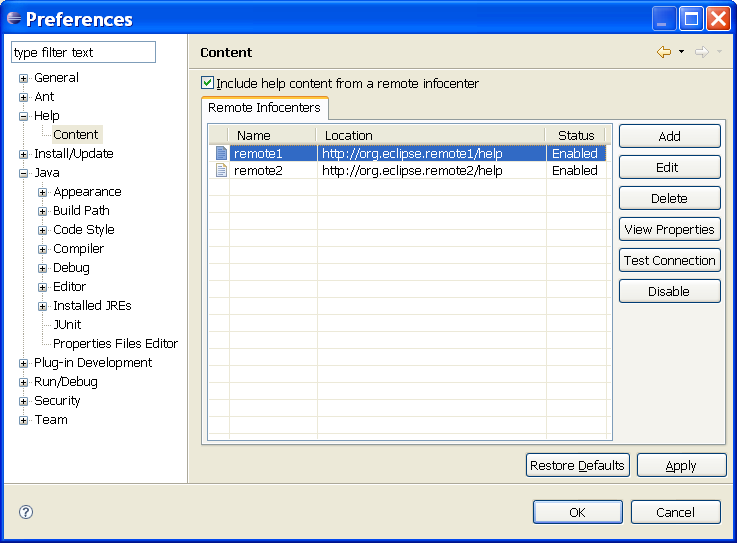 Preferences
type filter text
General
Ant
Help
Content
Install/Update
Java
Appearance
Build Path
Code Style
Compiler
Debug
Editor
Installed JREs
JUnit
Properties Files Editor
Plug-in Development
Run/Debug
Security
Team
Content
Include help content from a remote infocenter
Remote Infocenters
Name Location Status
remote1 http://org.eclipse.remote1/help Enabled
remote2 http://org.eclipse.remote2/help Enabled
Add
Edit
Delete
View Properties
Test Connection
Disable
Restore Defaults Apply
? OK Cancel